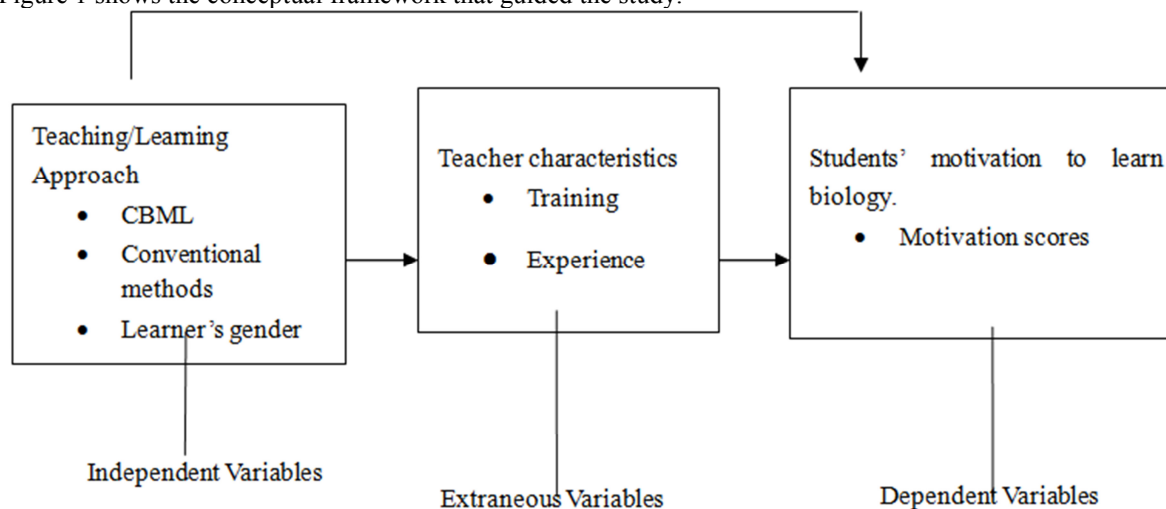 Figure 1 shows the conceptual framework that guided the study.
Teaching/Learning
Approach
• CBML
• Conventional
methods
• Learner’s gender
Teacher characteristics
• Training
• Experience
Students’ motivation to learn
biology.
• Motivation scores
Independent Variables
Extraneous Variables
Dependent Variables